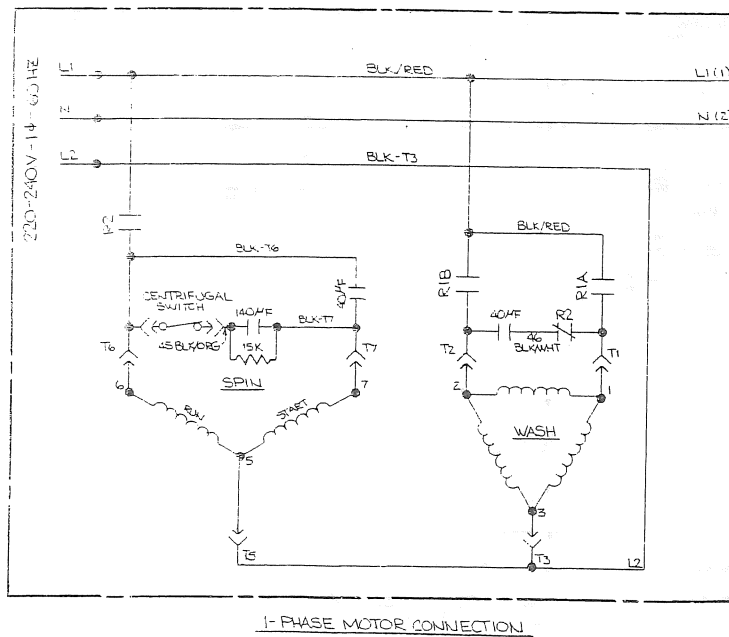 220-240V-1ɸ-60HZ
L1
BLK/RED
L1(1)
N
N(2)
L2
BLK-T3
R2
BLK-T6
BLK/RED
R1B
R1A
CENTRIFUGAL
SWITCH
140MF
40MF
BLK-T7
45 BLK/ORG
15K
40MF
R2
46
BLK/WHT
T6
T7
T2
T1
SPIN
6
7
2
1
RUN
START
WASH
5
3
T5
T3
L2
1-PHASE MOTOR CONNECTION